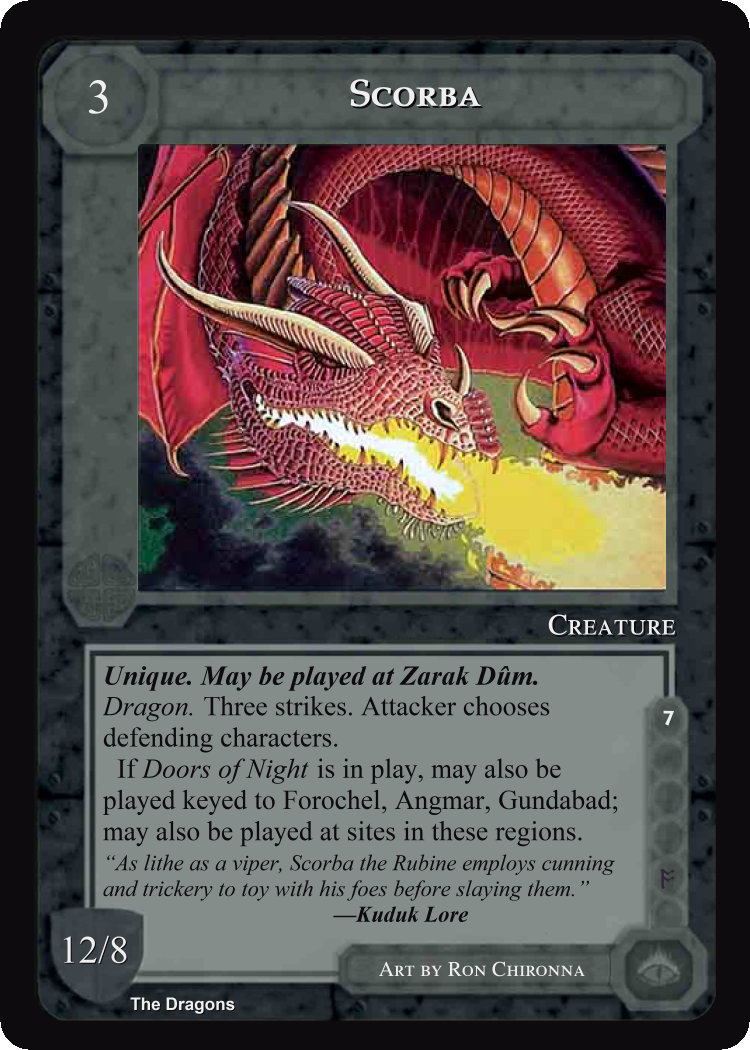 3
Scorba
Creature
Unique. May be played at Zarak Dûm.
Dragon. Three strikes. Attacker chooses
defending characters.
If Doors of Night is in play, may also be
played keyed to Forochel, Angmar, Gundabad;
may also be played at sites in these regions.
“As lithe as a viper, Scorba the Rubine employs cunning
and trickery to toy with his foes before slaying them.”
—Kuduk Lore
7
12/8
Art by Ron Chironna
The Dragons